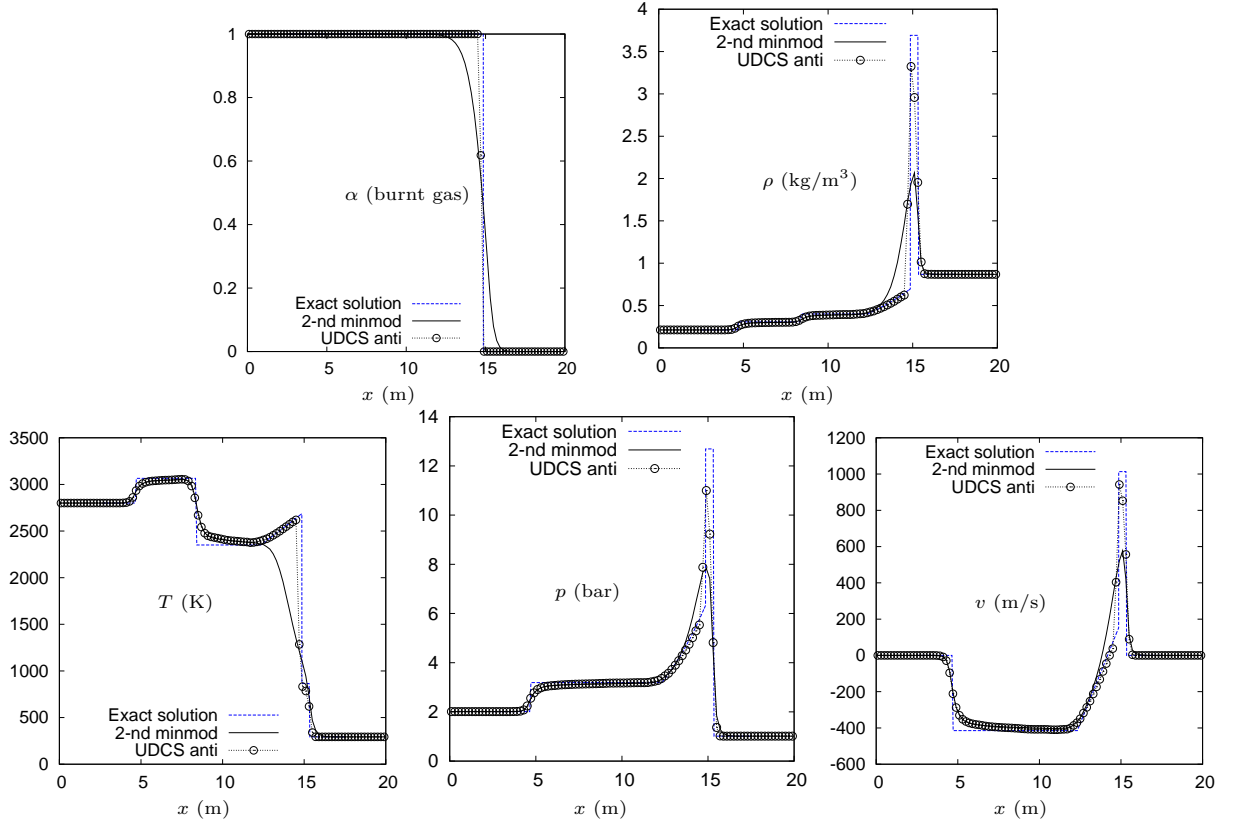 1
0.8
0.6
0.4
0.2
0
α (burnt gas)
Exact solution
2-nd minmod
UDCS anti
0 5 10 15 20
x (m)
4
3.5
3
2.5
2
1.5
1
0.5
0
Exact solution
2-nd minmod
UDCS anti
ρ (kg/m³)
0 5 10 15 20
x (m)
3500
3000
2500
2000
1500
1000
500
0
T (K)
Exact solution
2-nd minmod
UDCS anti
0 5 10 15 20
x (m)
14
12
10
8
6
4
2
0
Exact solution
2-nd minmod
UDCS anti
p (bar)
0 5 10 15 20
x (m)
1200
1000
800
600
400
200
0
-200
-400
-600
Exact solution
2-nd minmod
UDCS anti
v (m/s)
0 5 10 15 20
x (m)